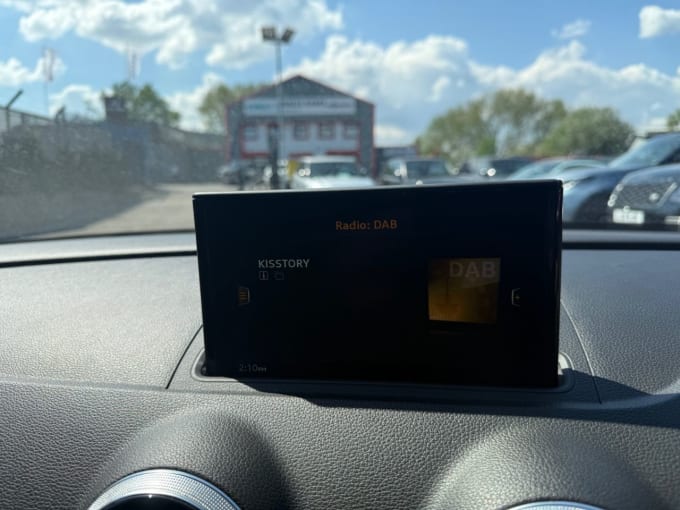 Radio: DAB
KISSTORY
DAB
2:10PM